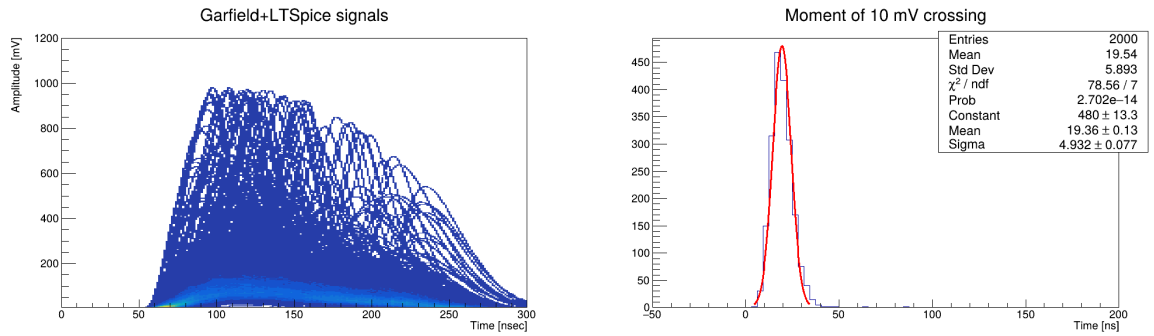 Garfield+LTSpice signals
Amplitude [mV]
1200
1000
800
600
400
200
0
50
100
150
200
250
300
Time [nsec]
Moment of 10 mV crossing
Entries 2000
Mean 19.54
Std Dev 5.893
χ² / ndf 78.56 / 7
Prob 2.702e−14
Constant 480 ± 13.3
Mean 19.36 ± 0.13
Sigma 4.932 ± 0.077
450
400
350
300
250
200
150
100
50
0
−50
0
50
100
150
200
Time [ns]